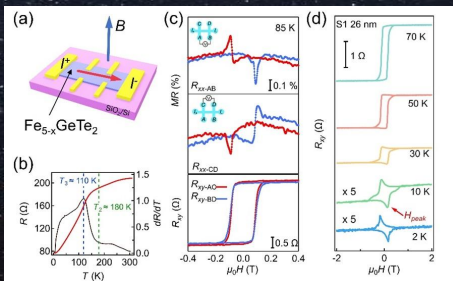 (a)
B
I+
I-
SiO₂/Si
Fe₅₋ₓGeTe₂
(b)
T₃≈110 K
T₂≈180 K
R (Ω)
200
160
120
80
0 100 200 300
T (K)
1.5
1.0
0.5
0.0
dR/dT
(c)
85 K
MR (%)
Rxx-AB
0.1 %
Rxx-CD
Rxy (Ω)
Rxy-AC
Rxy-BD
0.5 Ω
-0.4 -0.2 0.0 0.2 0.4
μ₀H (T)
(d)
S1 26 nm
1 Ω
70 K
50 K
30 K
x 5
10 K
Hpeak
x 5
2 K
Rxy (Ω)
-2 0 2
μ₀H (T)